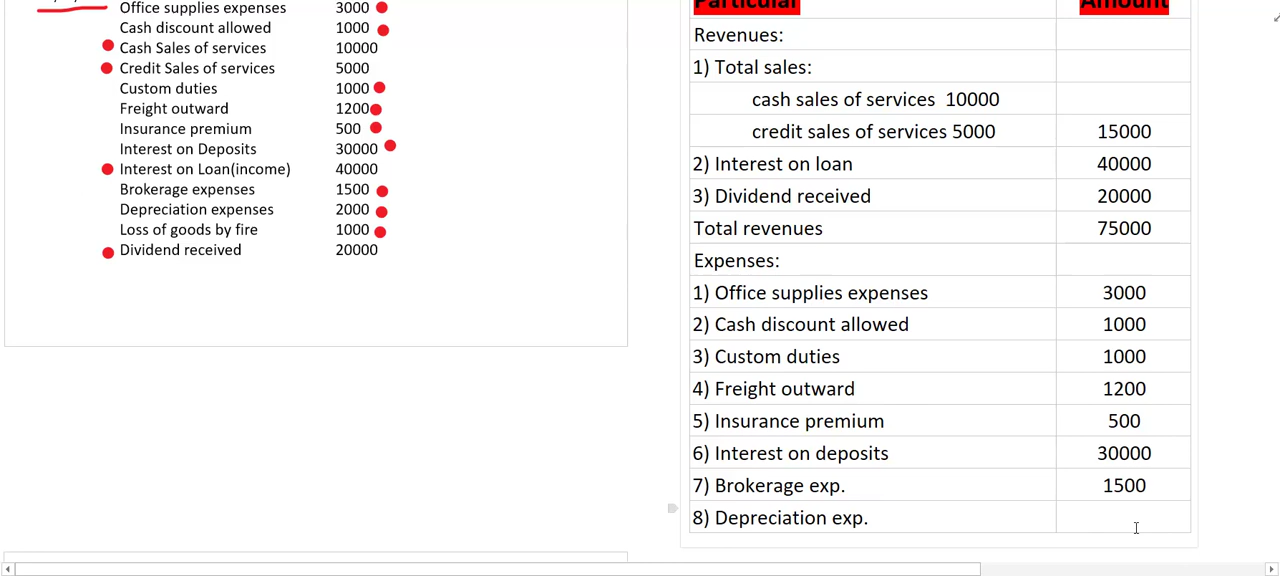 Office supplies expenses 3000
Cash discount allowed 1000
Cash Sales of services 10000
Credit Sales of services 5000
Custom duties 1000
Freight outward 1200
Insurance premium 500
Interest on Deposits 30000
Interest on Loan(income) 40000
Brokerage expenses 1500
Depreciation expenses 2000
Loss of goods by fire 1000
Dividend received 20000
Particular Amount
Revenues:
1) Total sales:
cash sales of services 10000
credit sales of services 5000 15000
2) Interest on loan 40000
3) Dividend received 20000
Total revenues 75000
Expenses:
1) Office supplies expenses 3000
2) Cash discount allowed 1000
3) Custom duties 1000
4) Freight outward 1200
5) Insurance premium 500
6) Interest on deposits 30000
7) Brokerage exp. 1500
8) Depreciation exp.